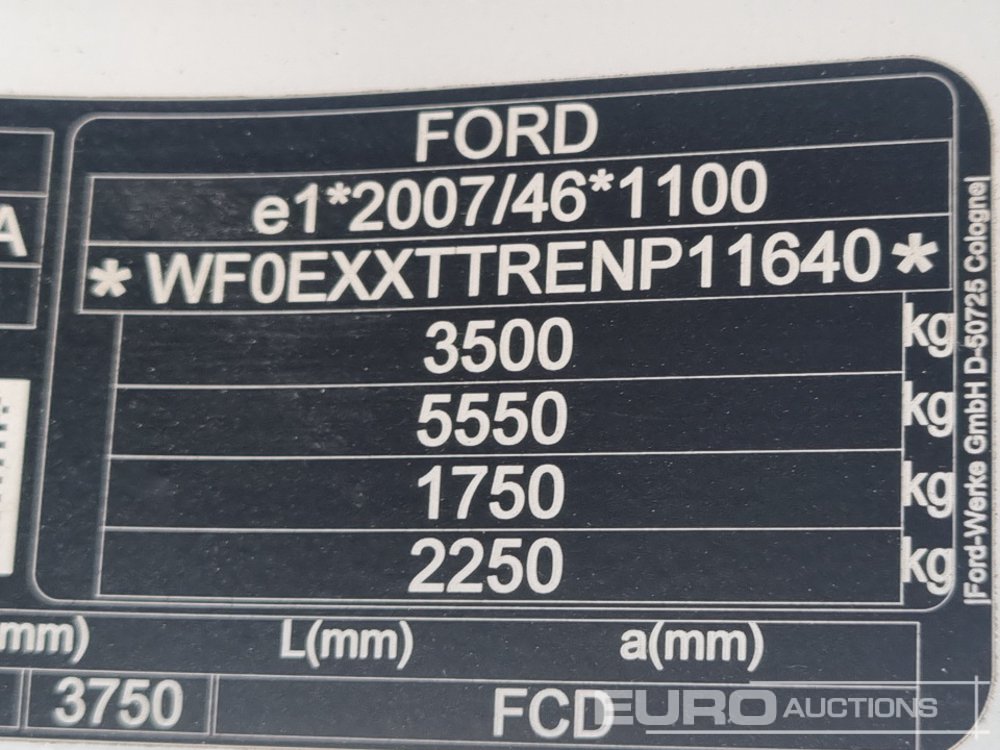 FORD
e1*2007/46*1100
A
*WF0EXXTTRENP11640*
3500 kg
5550 kg
1750 kg
2250 kg
|Ford-Werke GmbH D-50725 Cologne|
(mm) L(mm) a(mm)
3750 FCD
EURO AUCTIONS